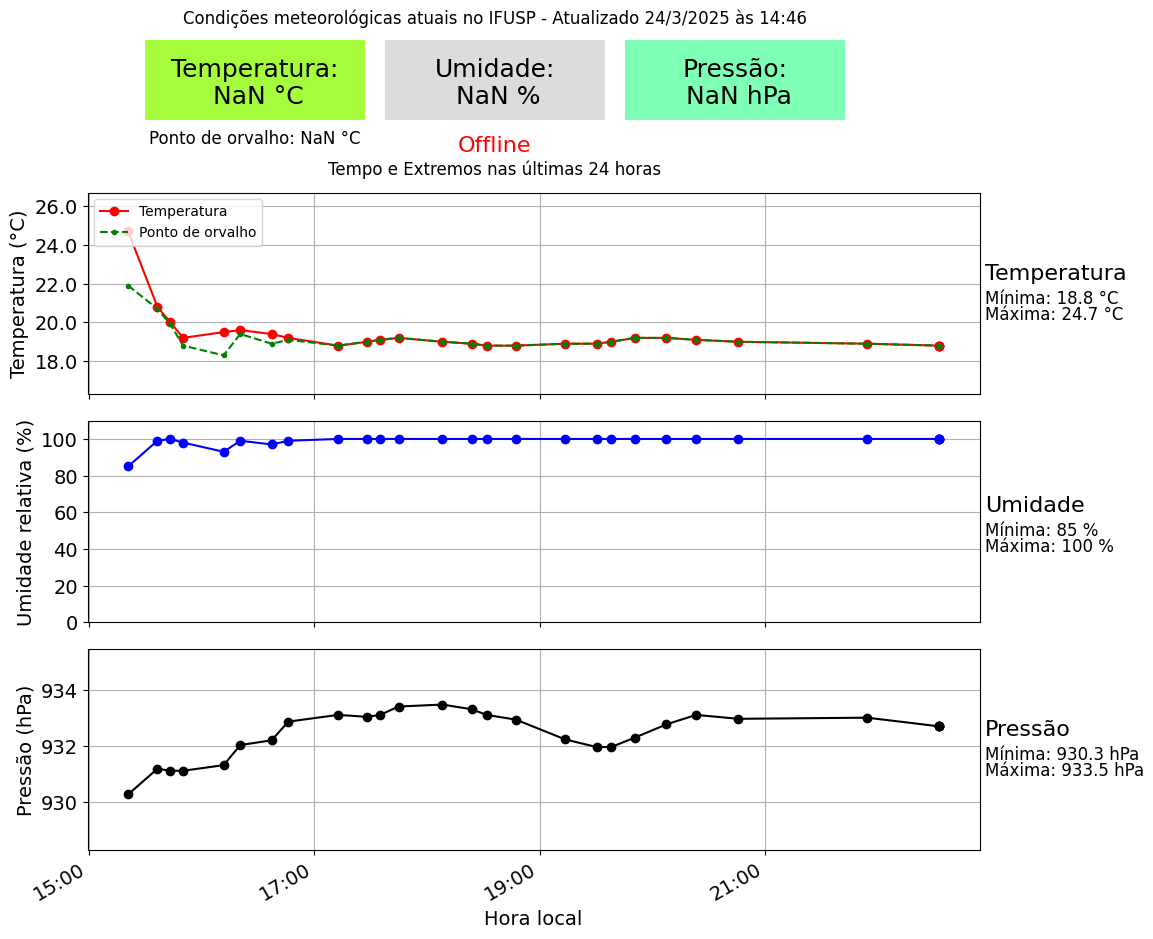 Condições meteorológicas atuais no IFUSP - Atualizado 24/3/2025 às 14:46
Temperatura:
NaN °C
Umidade:
NaN %
Pressão:
NaN hPa
Ponto de orvalho: NaN °C
Offline
Tempo e Extremos nas últimas 24 horas
Temperatura (°C)
26.0
24.0
22.0
20.0
18.0
Temperatura
Ponto de orvalho
Temperatura
Mínima: 18.8 °C
Máxima: 24.7 °C
Umidade relativa (%)
100
80
60
40
20
0
Umidade
Mínima: 85 %
Máxima: 100 %
Pressão (hPa)
934
932
930
Pressão
Mínima: 930.3 hPa
Máxima: 933.5 hPa
15:00
17:00
19:00
21:00
Hora local